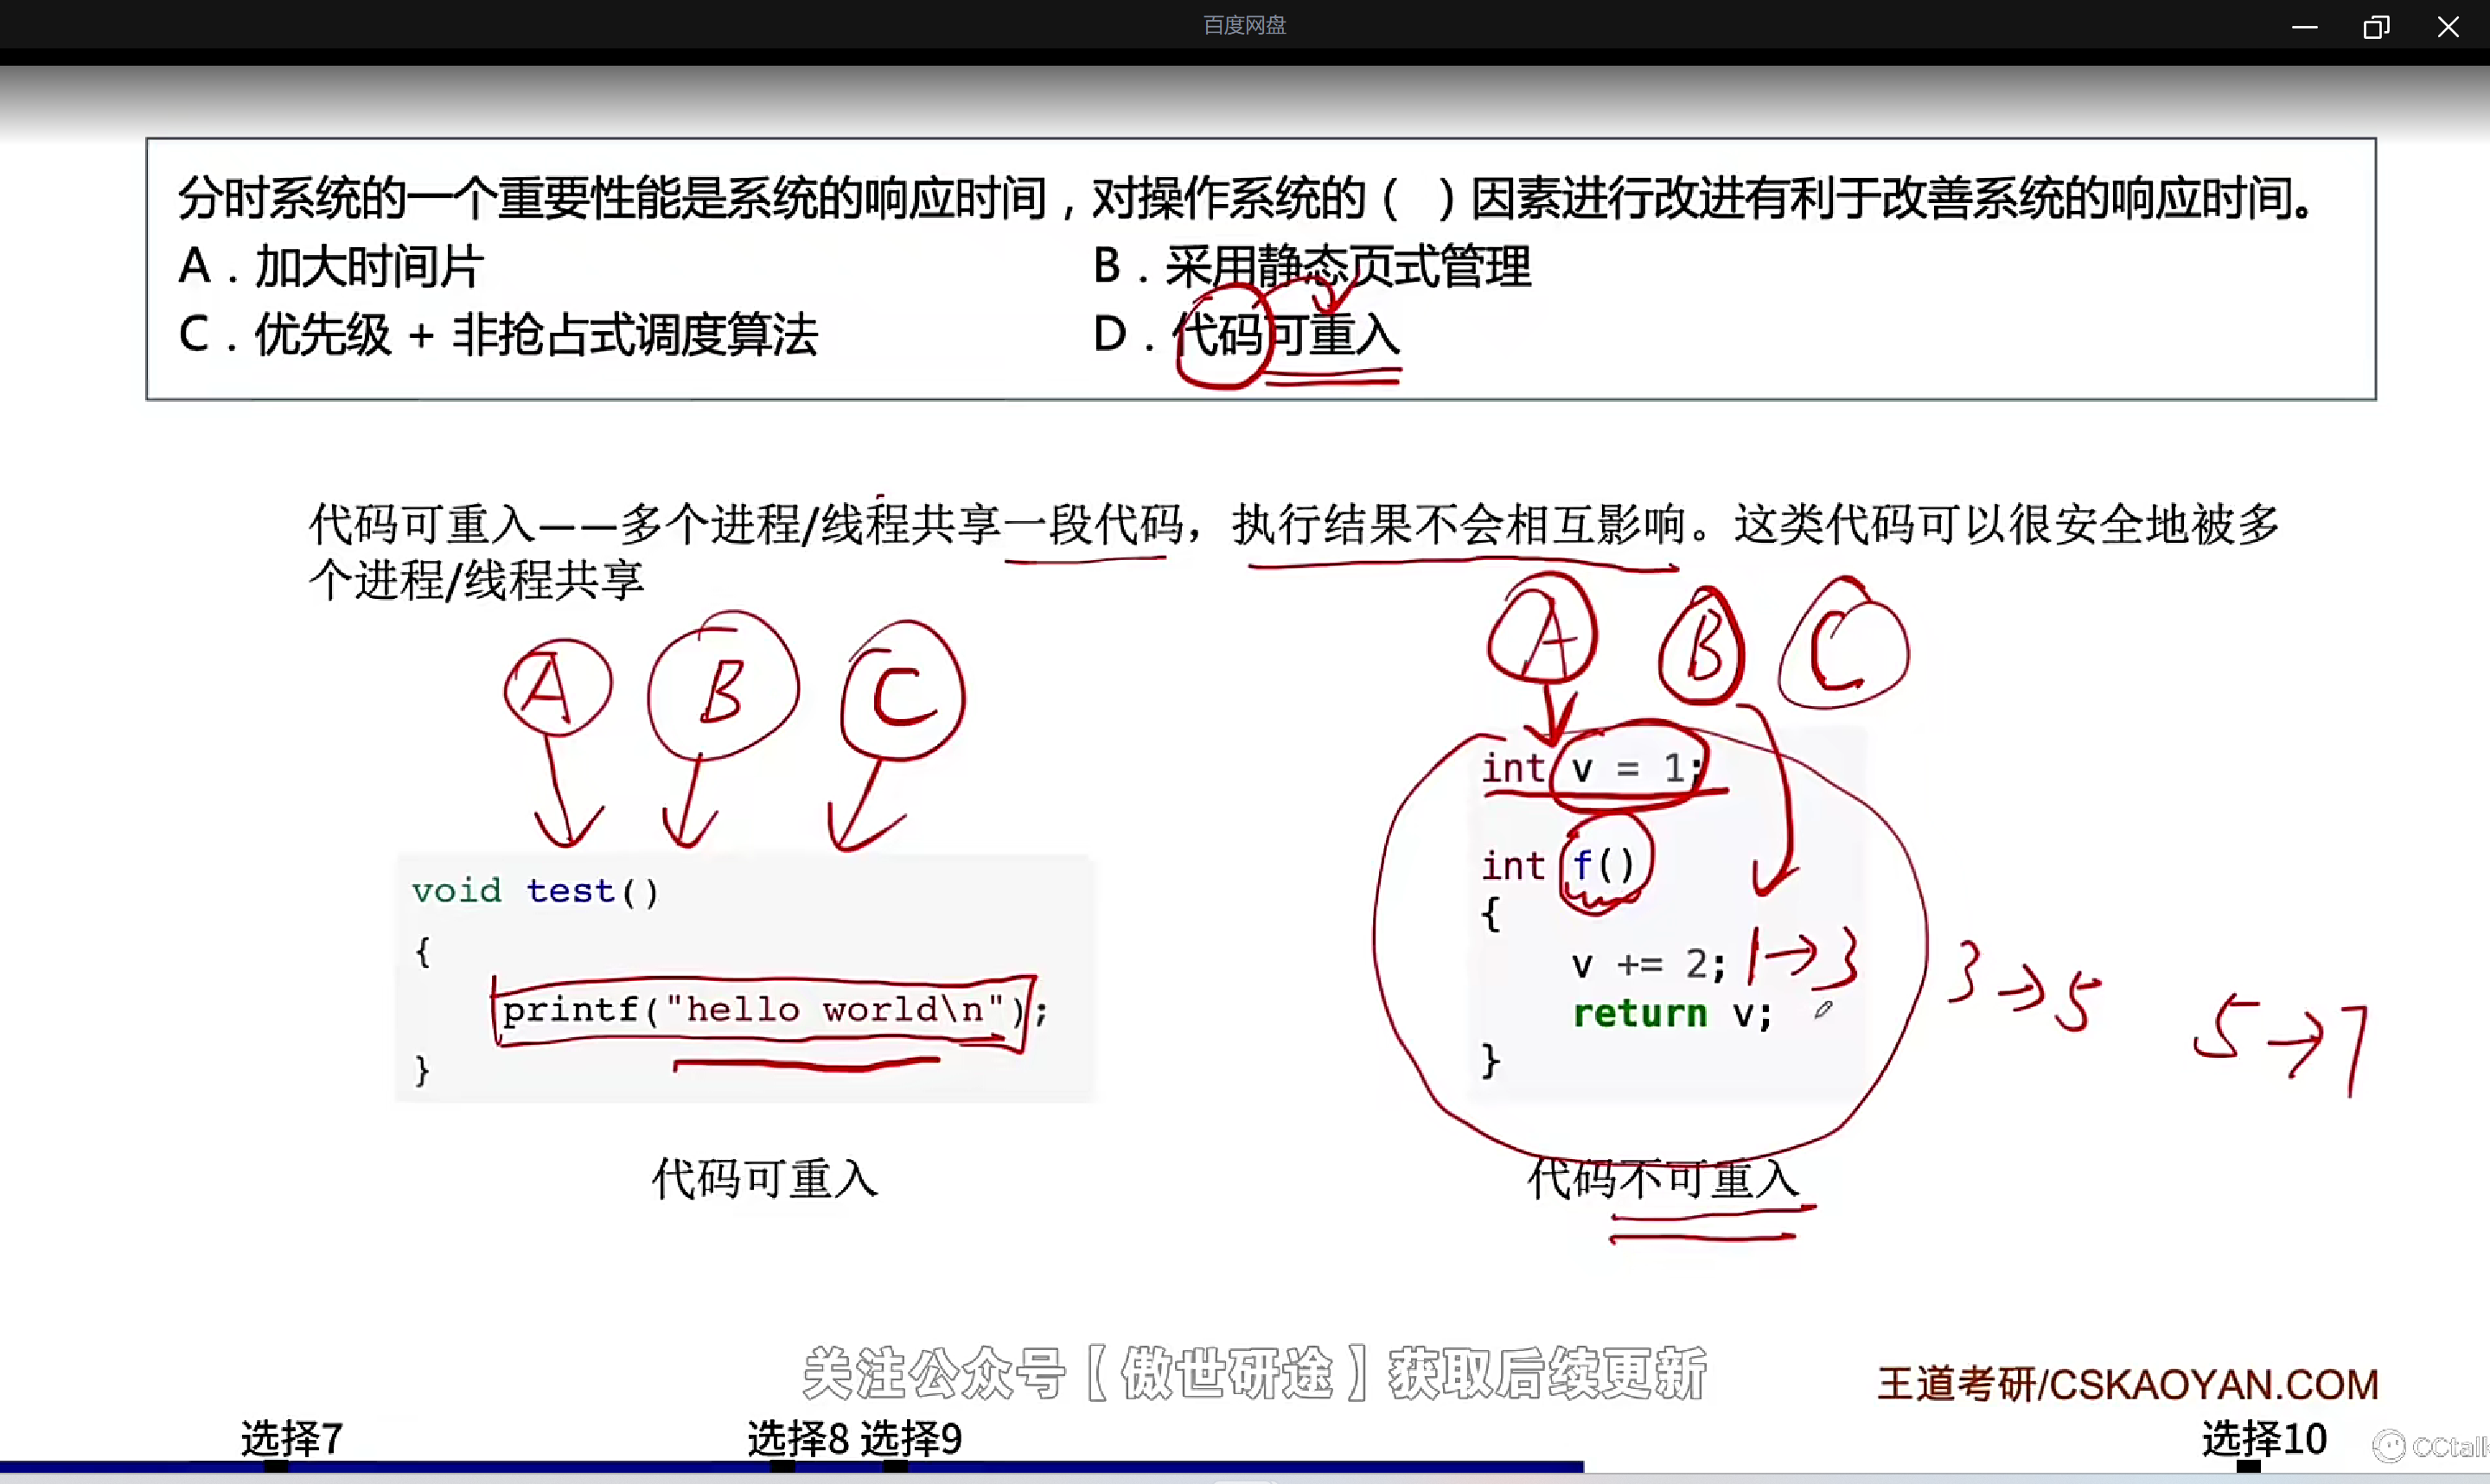 百度网盘
分时系统的一个重要性能是系统的响应时间，对操作系统的（ ）因素进行改进有利于改善系统的响应时间。
A．加大时间片
B．采用静态页式管理
C．优先级 + 非抢占式调度算法
D．代码可重入
代码可重入——多个进程/线程共享一段代码，执行结果不会相互影响。这类代码可以很安全地被多
个进程/线程共享
A B C
A B C
void test()
{
printf("hello world\n");
}
代码可重入
int v = 1;
int f()
{
v += 2; 1→3 3→5 5→7
return v;
}
代码不可重入
关注公众号【傲世研途】获取后续更新
王道考研/CSKAOYAN.COM
选择7 选择8 选择9 选择10
CCtalk